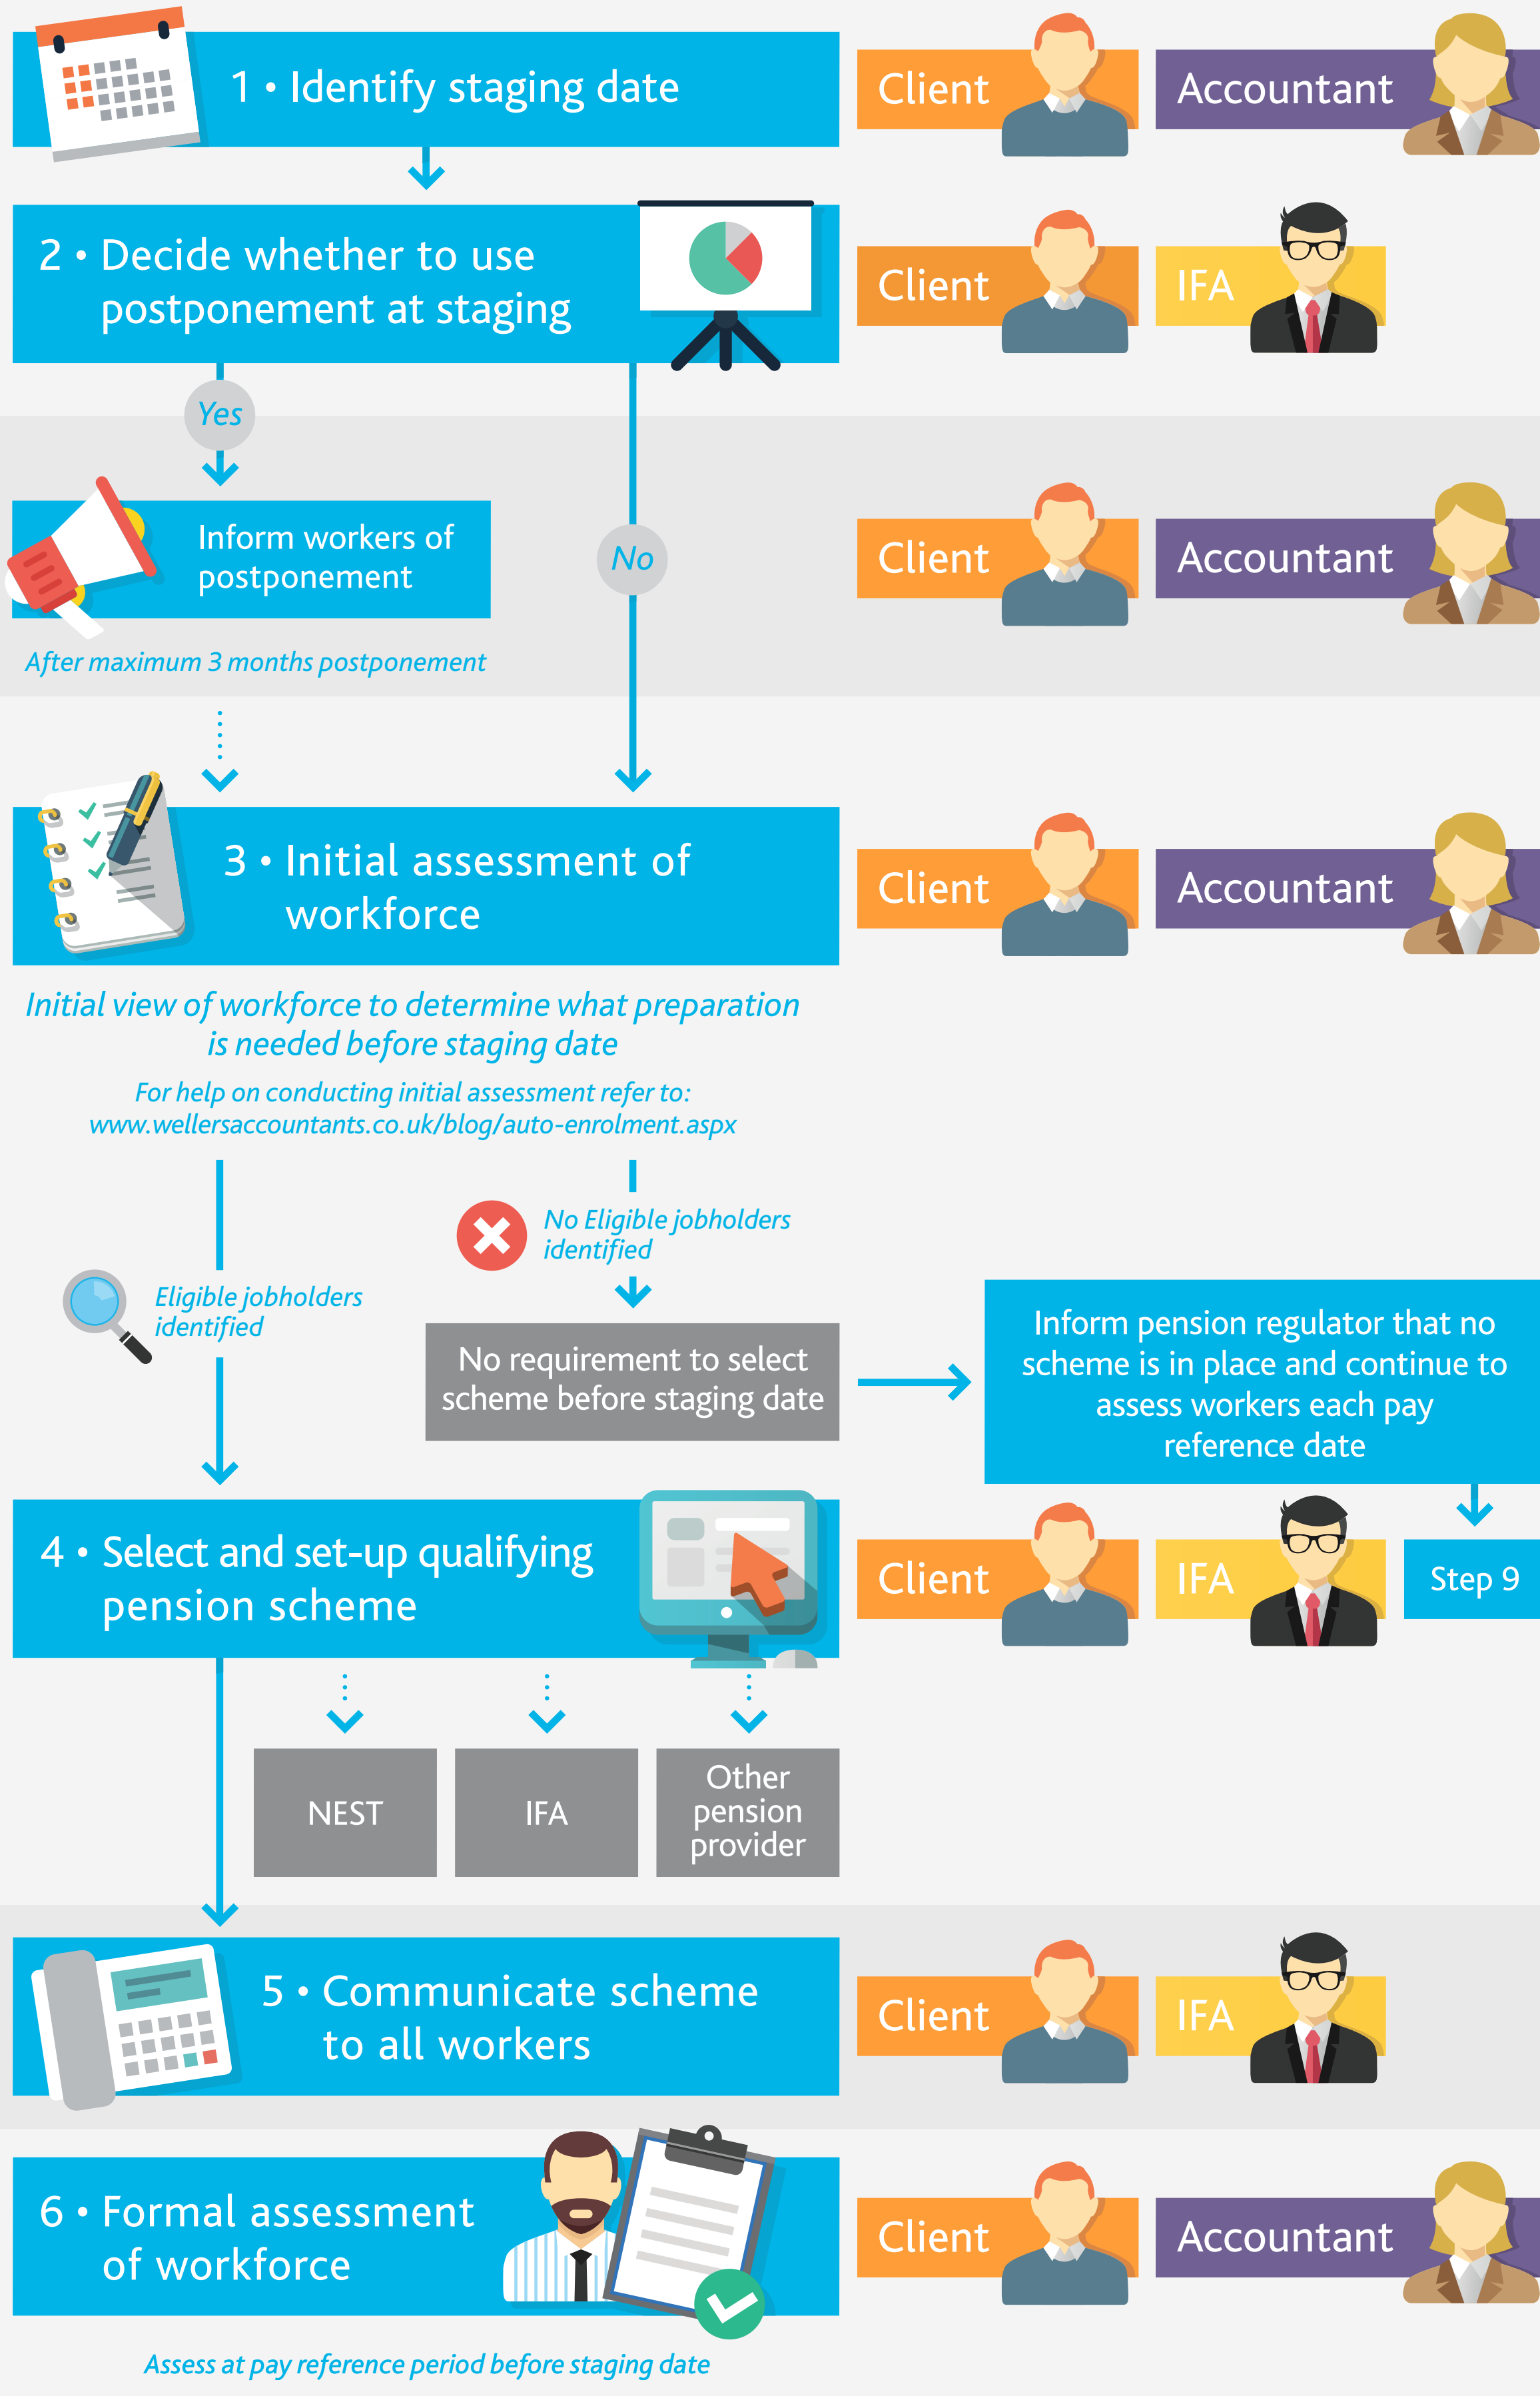 1 • Identify staging date
Client
Accountant
2 • Decide whether to use
postponement at staging
Client
IFA
Yes
Inform workers of
postponement
No
Client
Accountant
After maximum 3 months postponement
3 • Initial assessment of
workforce
Client
Accountant
Initial view of workforce to determine what preparation
is needed before staging date
For help on conducting initial assessment refer to:
www.wellersaccountants.co.uk/blog/auto-enrolment.aspx
No Eligible jobholders
identified
Eligible jobholders
identified
No requirement to select
scheme before staging date
Inform pension regulator that no
scheme is in place and continue to
assess workers each pay
reference date
4 • Select and set-up qualifying
pension scheme
Client
IFA
Step 9
NEST
IFA
Other
pension
provider
5 • Communicate scheme
to all workers
Client
IFA
6 • Formal assessment
of workforce
Client
Accountant
Assess at pay reference period before staging date